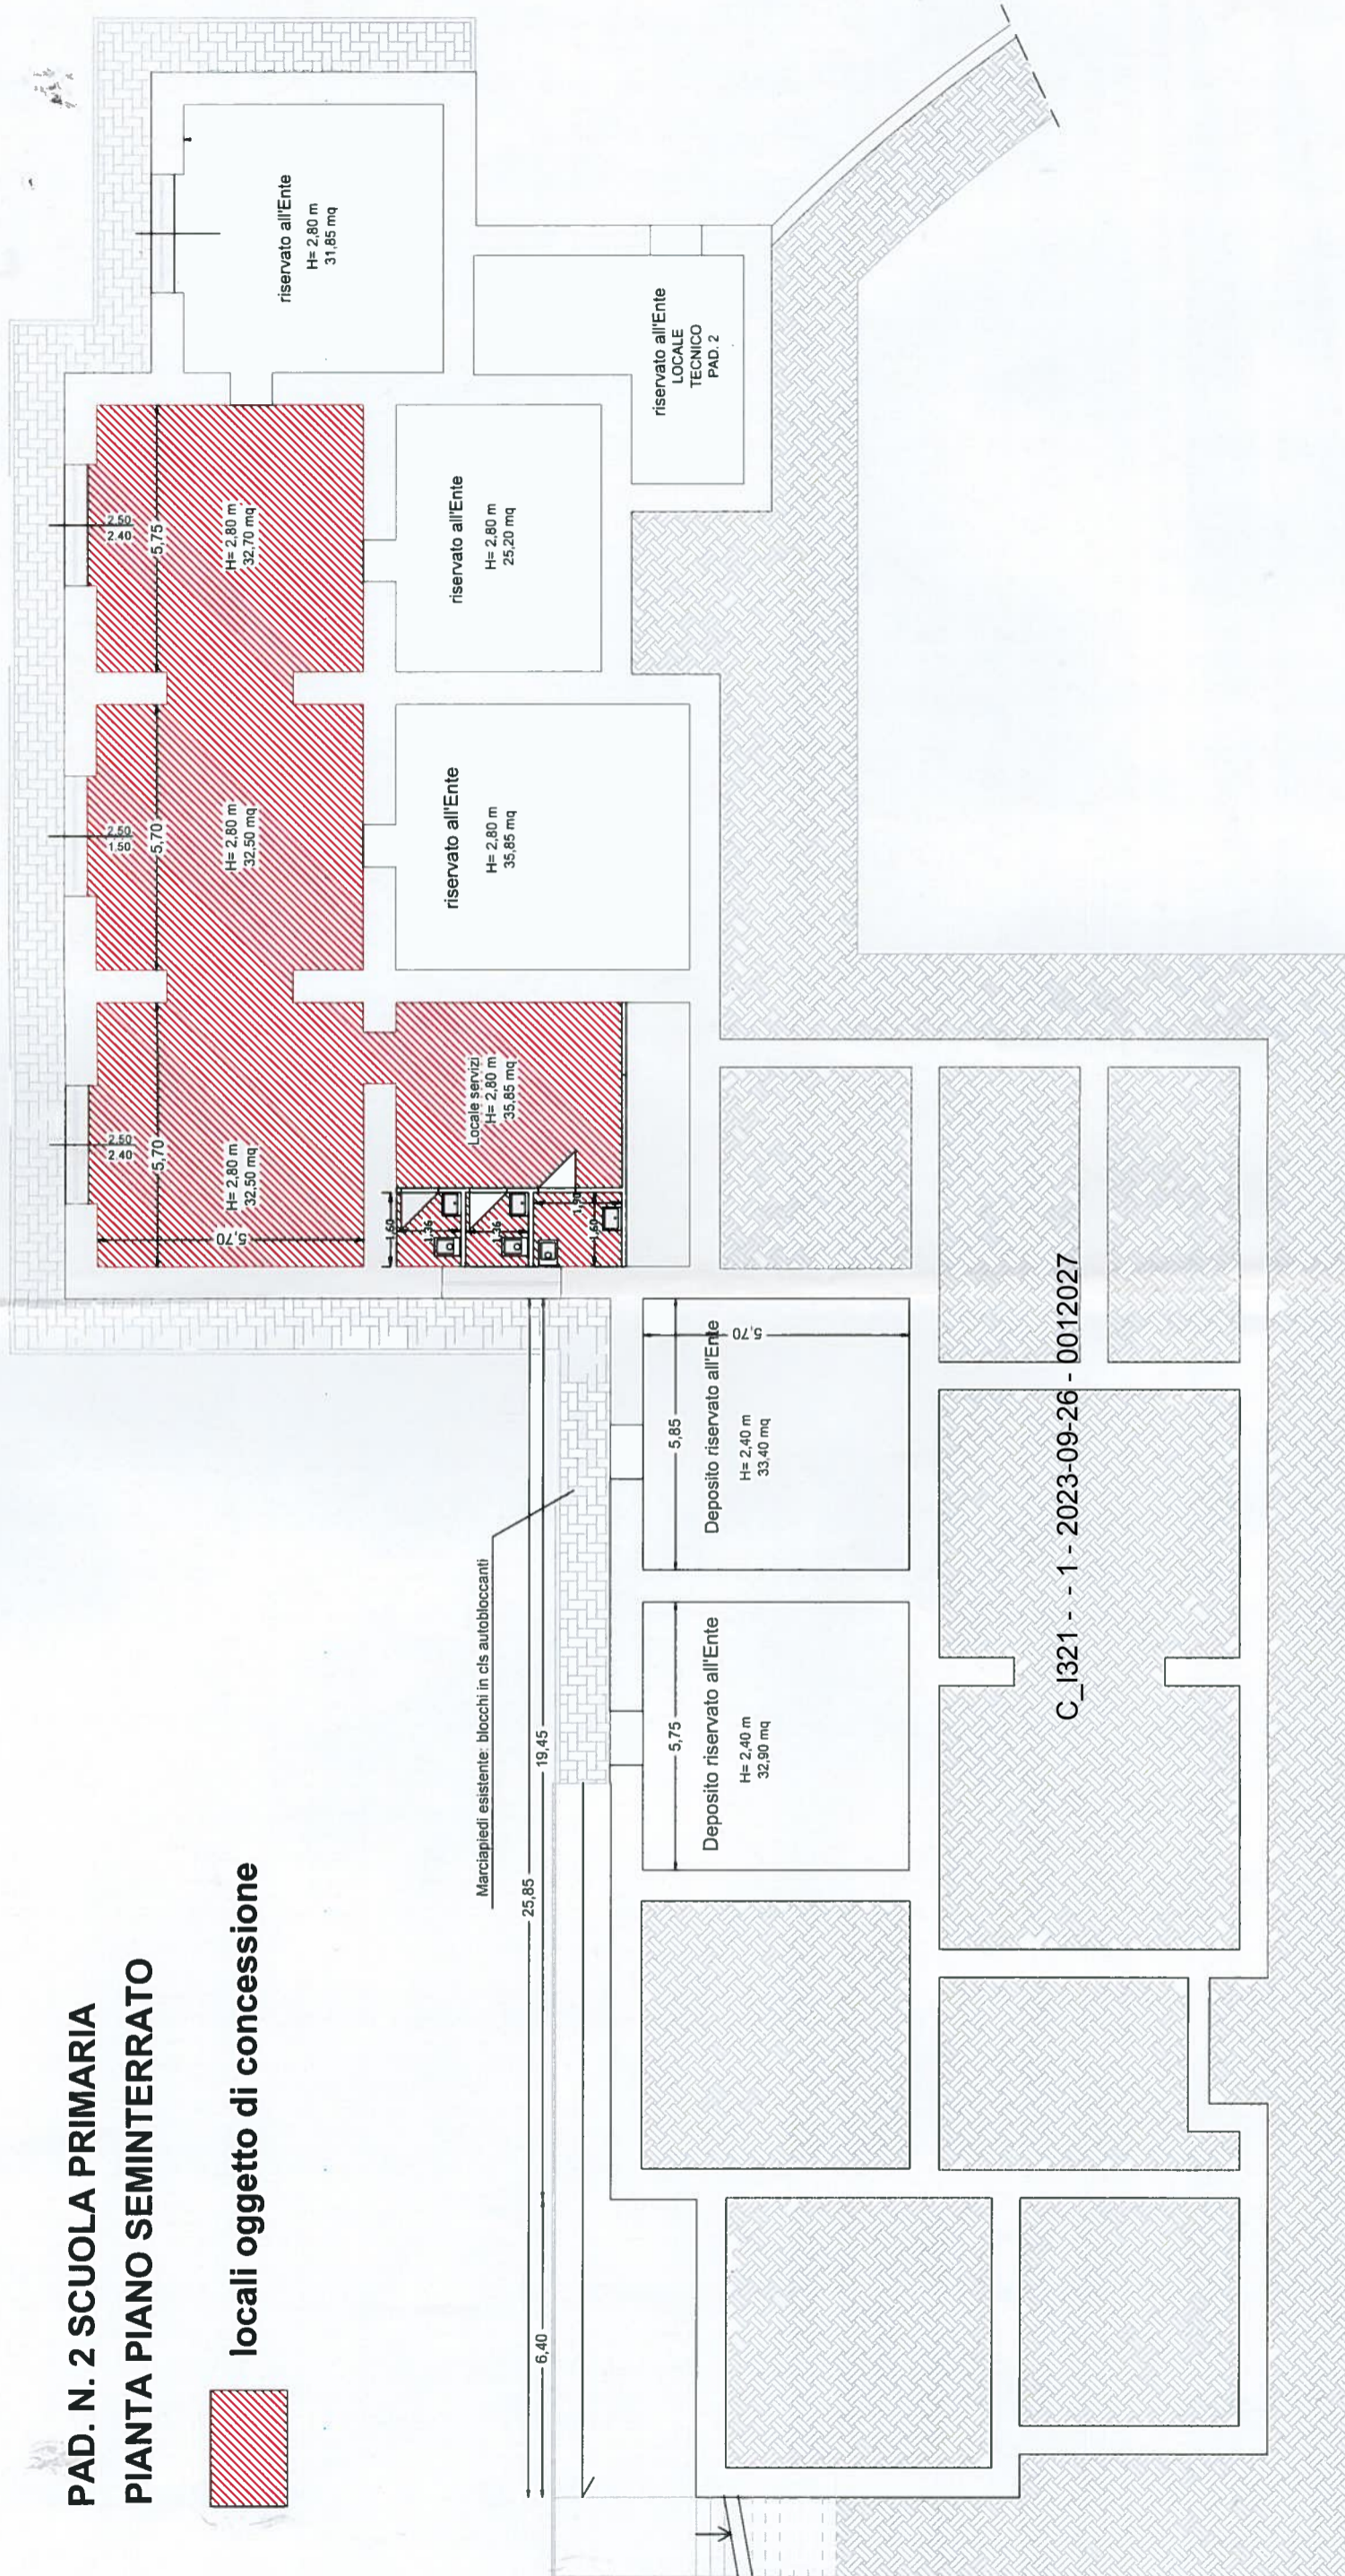 PAD. N. 2 SCUOLA PRIMARIA
PIANTA PIANO SEMINTERRATO
locali oggetto di concessione
2.50
2.40
5,70
H= 2,80 m
32,50 mq
5,70
2.50
1.50
5,70
H= 2,80 m
32,50 mq
2.50
2.40
5,75
H= 2,80 m
32,70 mq
riservato all'Ente
H= 2,80 m
31,85 mq
Locale servizi
H= 2,80 m
35,85 mq
1,60
1,36
1,36
1,90
1,60
riservato all'Ente
H= 2,80 m
35,85 mq
riservato all'Ente
H= 2,80 m
25,20 mq
riservato all'Ente
LOCALE
TECNICO
PAD. 2
Marciapiedi esistente: blocchi in cls autobloccanti
25,85
6,40
19,45
5,75
Deposito riservato all'Ente
H= 2,40 m
32,90 mq
5,85
5,70
Deposito riservato all'Ente
H= 2,40 m
33,40 mq
C_I321 - - 1 - 2023-09-26 - 0012027